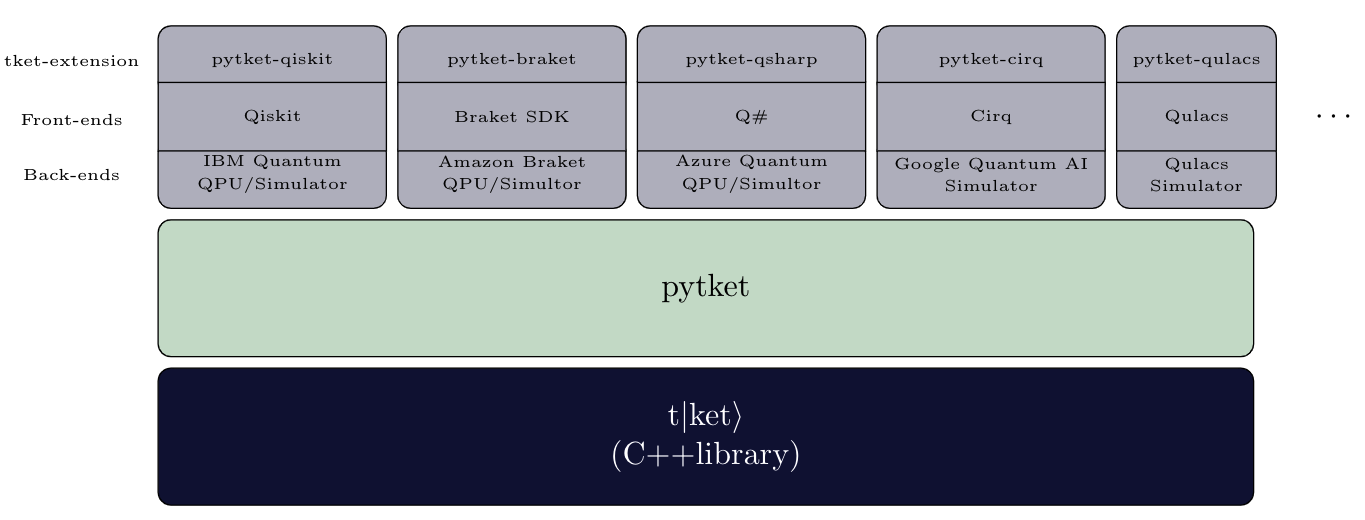 tket-extension pytket-qiskit pytket-braket pytket-qsharp pytket-cirq pytket-qulacs
Front-ends Qiskit Braket SDK Q# Cirq Qulacs ...
Back-ends
IBM Quantum
QPU/Simulator
Amazon Braket
QPU/Simultor
Azure Quantum
QPU/Simultor
Google Quantum AI
Simulator
Qulacs
Simulator
pytket
t|ket⟩
(C++library)